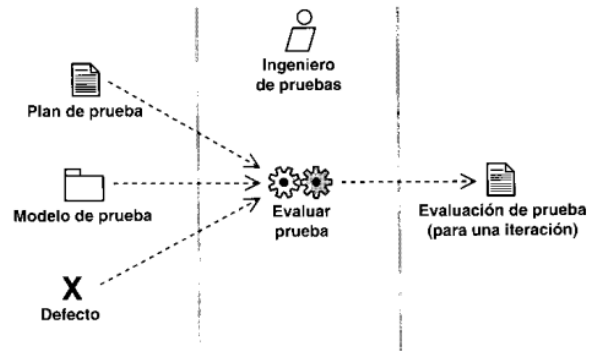 Ingeniero
de pruebas
Plan de prueba
Modelo de prueba
Evaluar
prueba
Evaluación de prueba
(para una iteración)
X
Defecto